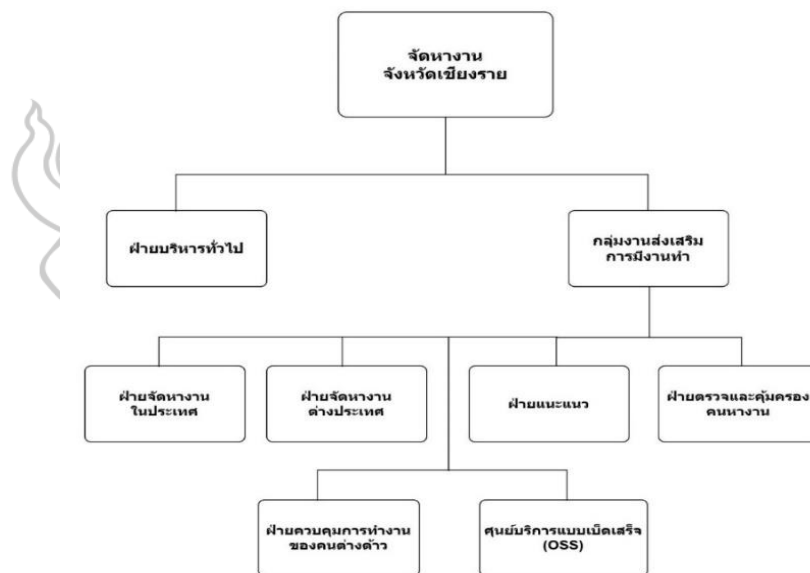 จัดหางาน
จังหวัดเชียงราย
ฝ่ายบริหารทั่วไป
กลุ่มงานส่งเสริม
การมีงานทำ
ฝ่ายจัดหางาน
ในประเทศ
ฝ่ายจัดหางาน
ต่างประเทศ
ฝ่ายแนะแนว
ฝ่ายตรวจและคุ้มครอง
คนหางาน
ฝ่ายควบคุมการทำงาน
ของคนต่างด้าว
ศูนย์บริการแบบเบ็ดเสร็จ
(OSS)